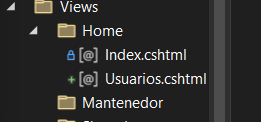 Views
Home
[@] Index.cshtml
+ [@] Usuarios.cshtml
Mantenedor